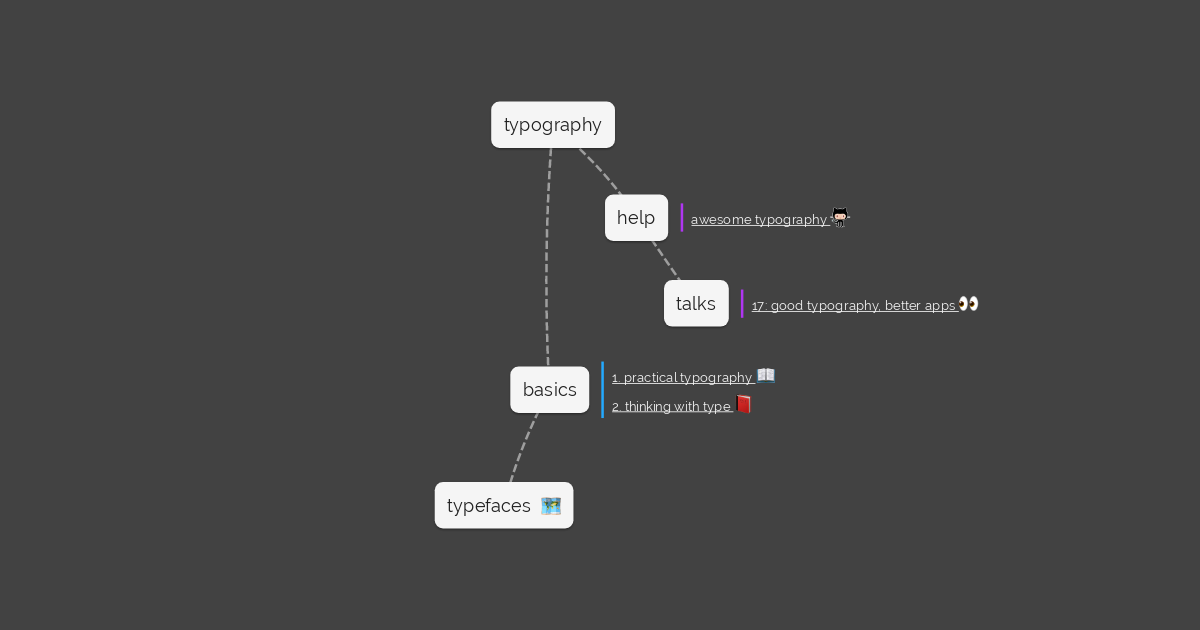 typography
help
awesome typography
talks
17: good typography, better apps
basics
1. practical typography
2. thinking with type
typefaces